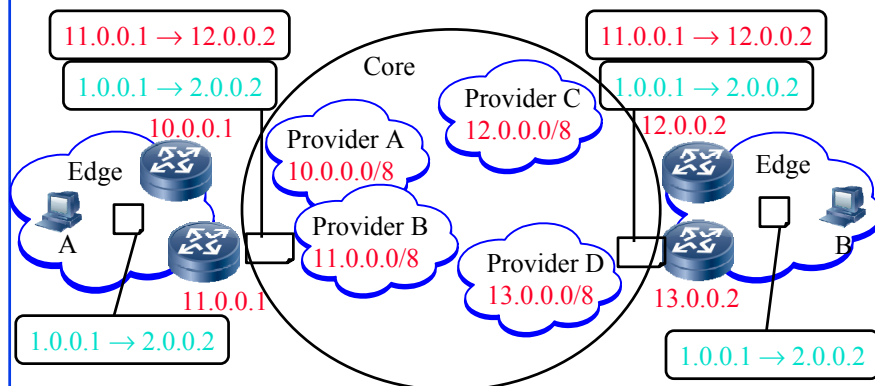 11.0.0.1 → 12.0.0.2
1.0.0.1 → 2.0.0.2
11.0.0.1 → 12.0.0.2
1.0.0.1 → 2.0.0.2
Core
10.0.0.1
Provider A
10.0.0.0/8
Provider C
12.0.0.0/8
12.0.0.2
Edge
A
Provider B
11.0.0.0/8
11.0.0.1
Provider D
13.0.0.0/8
Edge
B
13.0.0.2
1.0.0.1 → 2.0.0.2
1.0.0.1 → 2.0.0.2